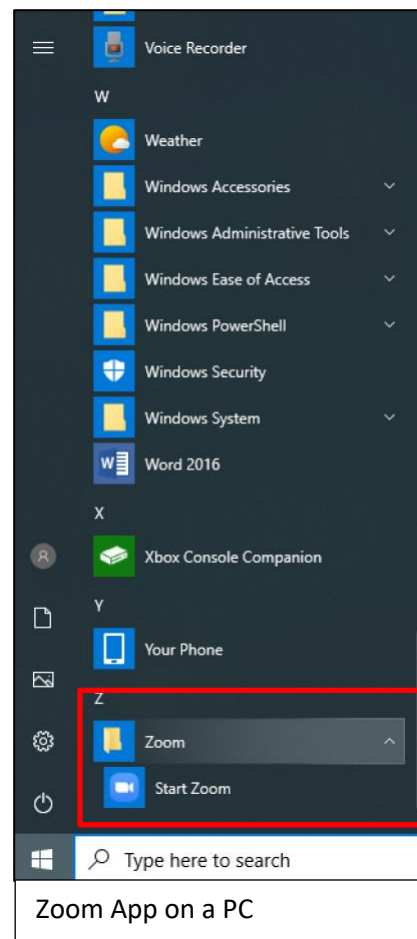 Voice Recorder
W
Weather
Windows Accessories
Windows Administrative Tools
Windows Ease of Access
Windows PowerShell
Windows Security
Windows System
Word 2016
X
Xbox Console Companion
Y
Your Phone
Z
Zoom
Start Zoom
Type here to search
Zoom App on a PC